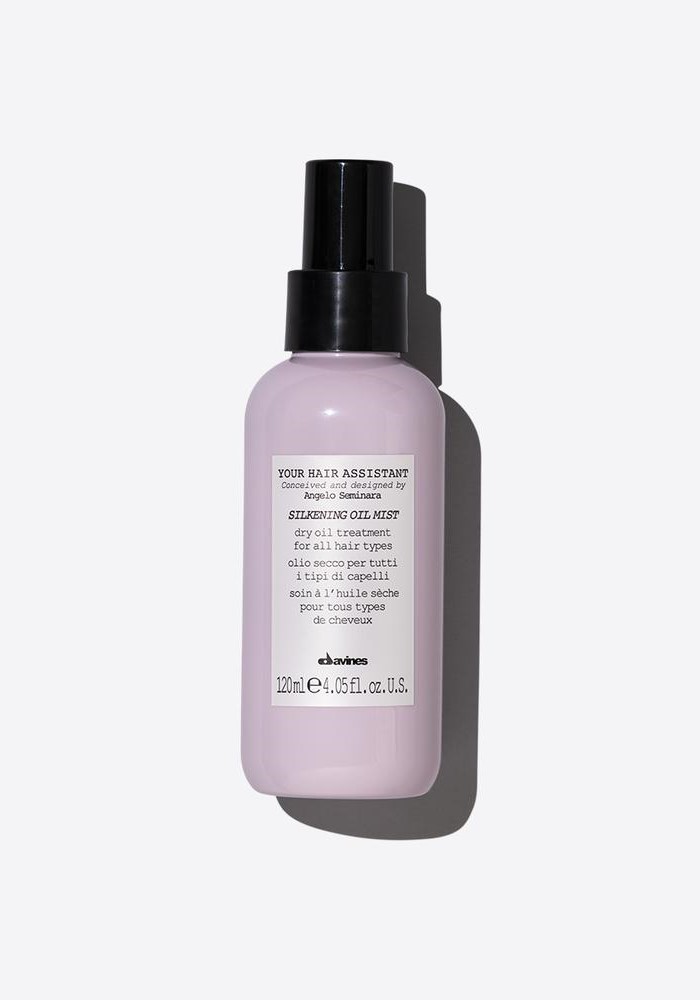 YOUR HAIR ASSISTANT
Conceived and designed by
Angelo Seminara
SILKENING OIL MIST
dry oil treatment
for all hair types
olio secco per tutti
i tipi di capelli
soin à l'huile sèche
pour tous types
de cheveux
davines
120ml℮4.05fl.oz.U.S.